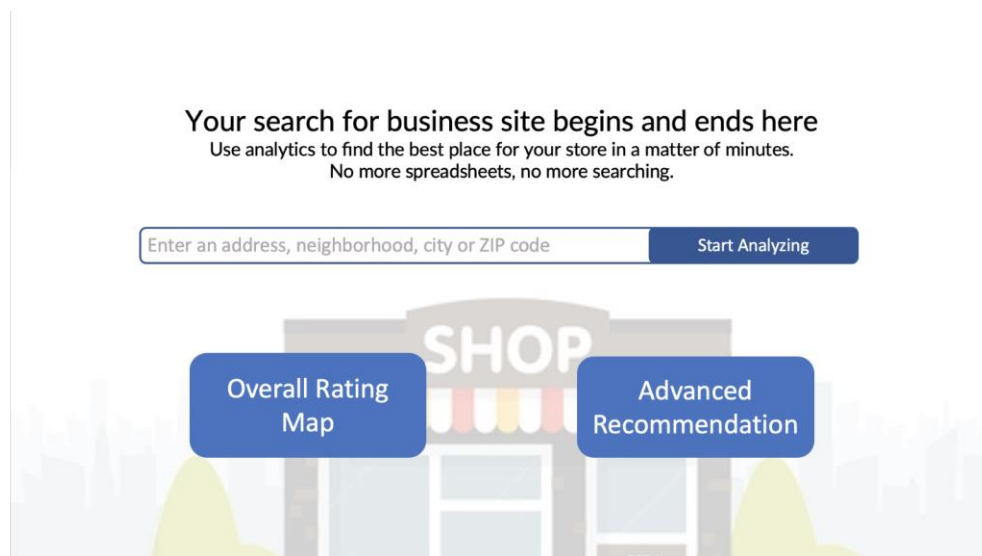 Your search for business site begins and ends here
Use analytics to find the best place for your store in a matter of minutes.
No more spreadsheets, no more searching.
Enter an address, neighborhood, city or ZIP code
Start Analyzing
SHOP
Overall Rating
Map
Advanced
Recommendation